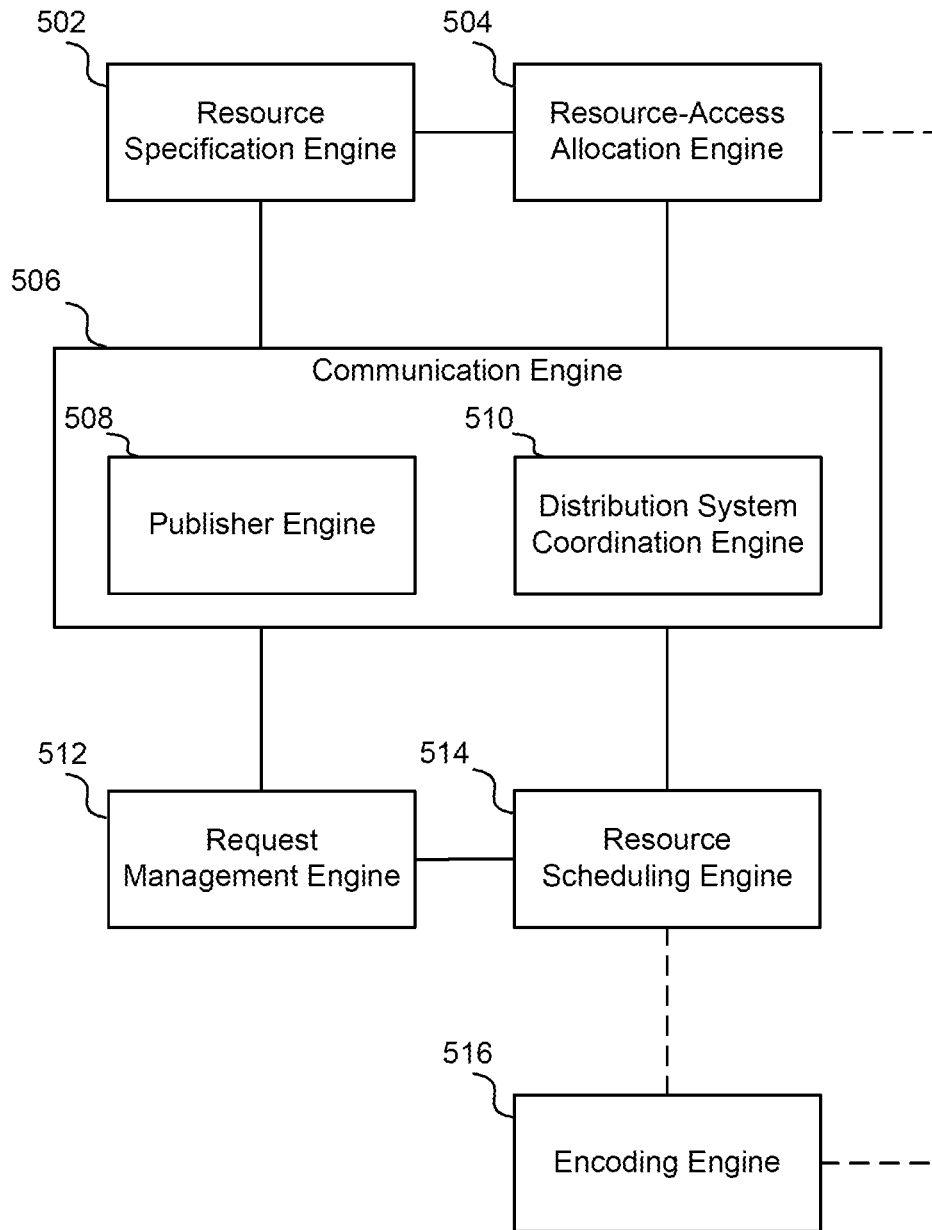 502
504
Resource
Specification Engine
Resource-Access
Allocation Engine
506
Communication Engine
508
510
Publisher Engine
Distribution System
Coordination Engine
512
514
Request
Management Engine
Resource
Scheduling Engine
516
Encoding Engine